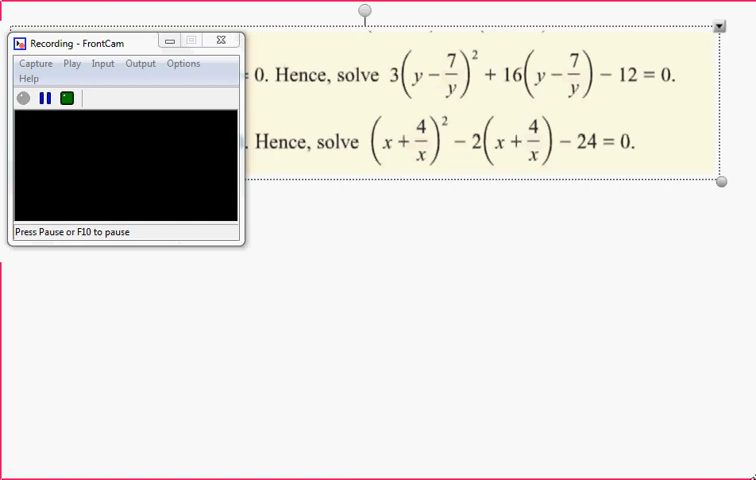 Recording - FrontCam
Capture Play Input Output Options
Help
Press Pause or F10 to pause
= 0. Hence, solve 3(y − 7/y)² + 16(y − 7/y) − 12 = 0.
. Hence, solve (x + 4/x)² − 2(x + 4/x) − 24 = 0.